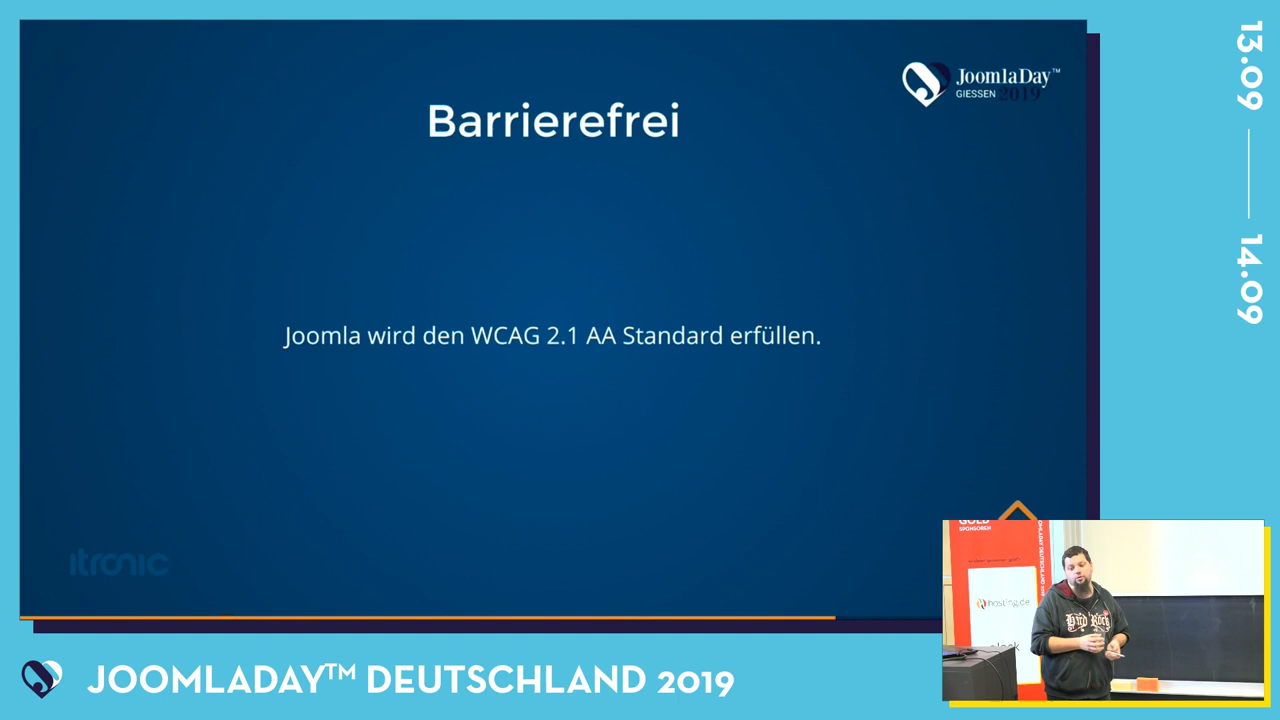 JoomlaDay™
GIESSEN 2019
Barrierefrei
Joomla wird den WCAG 2.1 AA Standard erfüllen.
itronic
13.09
14.09
GOLD
SPONSOREN
hosting.de
JOOMLADAY™ DEUTSCHLAND 2019